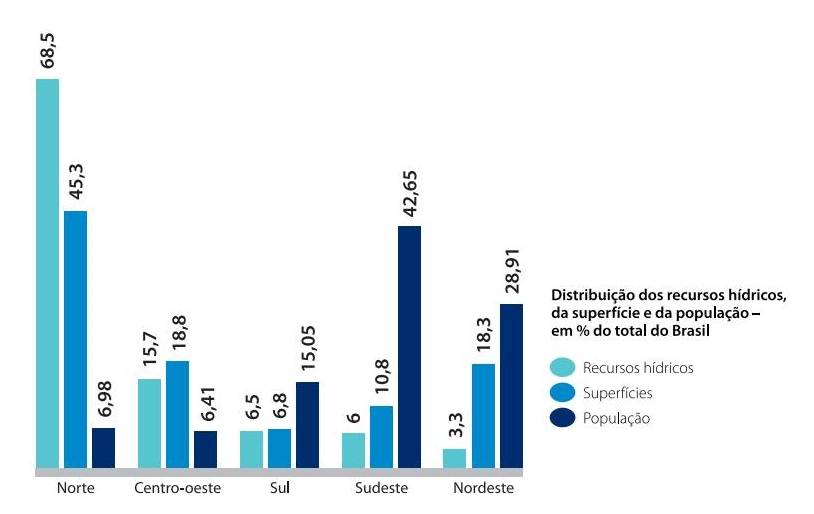 68,5
45,3
6,98
15,7
18,8
6,41
6,5
6,8
15,05
6
10,8
42,65
3,3
18,3
28,91
Norte
Centro-oeste
Sul
Sudeste
Nordeste
Distribuição dos recursos hídricos,
da superfície e da população –
em % do total do Brasil
Recursos hídricos
Superfícies
População